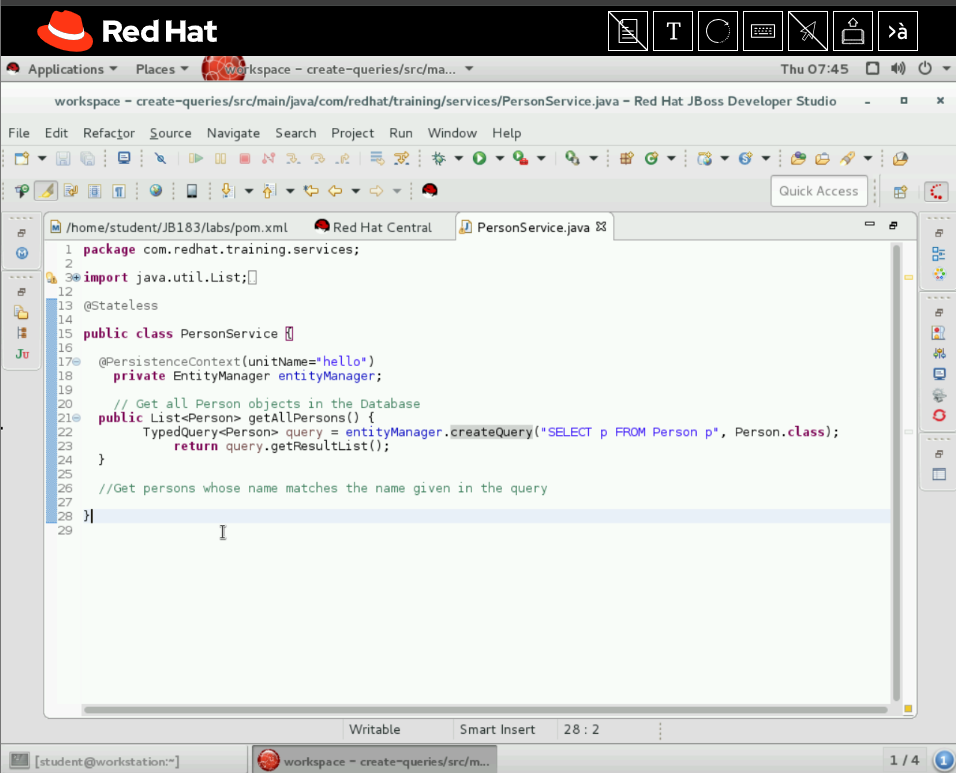 Red Hat
T
>à
Applications
Places
workspace – create-queries/src/ma...
Thu 07:45
workspace – create-queries/src/main/java/com/redhat/training/services/PersonService.java – Red Hat JBoss Developer Studio
File Edit Refactor Source Navigate Search Project Run Window Help
Quick Access
/home/student/JB183/labs/pom.xml
Red Hat Central
PersonService.java
1 package com.redhat.training.services;
2
3 import java.util.List;
12
13 @Stateless
14
15 public class PersonService {
16
17 @PersistenceContext(unitName="hello")
18 private EntityManager entityManager;
19
20 // Get all Person objects in the Database
21 public List<Person> getAllPersons() {
22 TypedQuery<Person> query = entityManager.createQuery("SELECT p FROM Person p", Person.class);
23 return query.getResultList();
24 }
25
26 //Get persons whose name matches the name given in the query
27
28 }
29
JU
Writable
Smart Insert
28 : 2
[student@workstation:~]
workspace – create-queries/src/m...
1 / 4
1